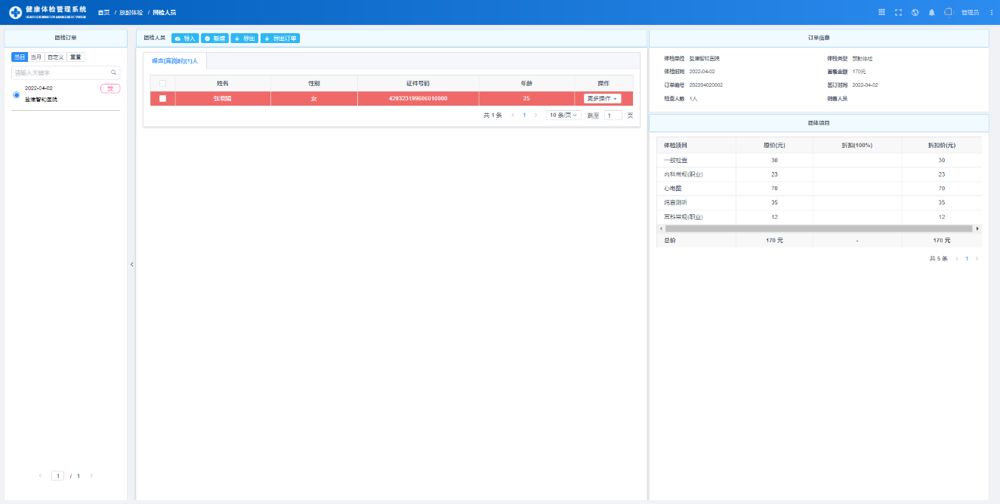 健康体检管理系统
HEALTH EXAMINATION MANAGEMENT SYSTEM
首页 / 放射体检 / 团检人员
管理员
团检订单
当日 当月 自定义 重置
请输入关键字
2022-04-02 放
盐津智和医院
1 / 1
团检人员 导入 新增 导出 导出订单
噪声[离岗时](1)人
姓名 性别 证件号码 年龄 操作
张晓娟 女 420323199606010000 25 更多操作
共 1 条 1 10 条/页 跳至 1 页
订单信息
体检单位 盐津智和医院 体检类型 放射体检
体检时间 2022-04-02 套餐金额 170元
订单编号 202204020002 签订时间 2022-04-02
检查人数 1人 销售人员
团体项目
体检项目 原价(元) 折扣(100%) 折扣价(元)
一般检查 30 30
内科常规(职业) 23 23
心电图 70 70
纯音测听 35 35
耳科常规(职业) 12 12
总价 170 元 - 170 元
共 5 条 1